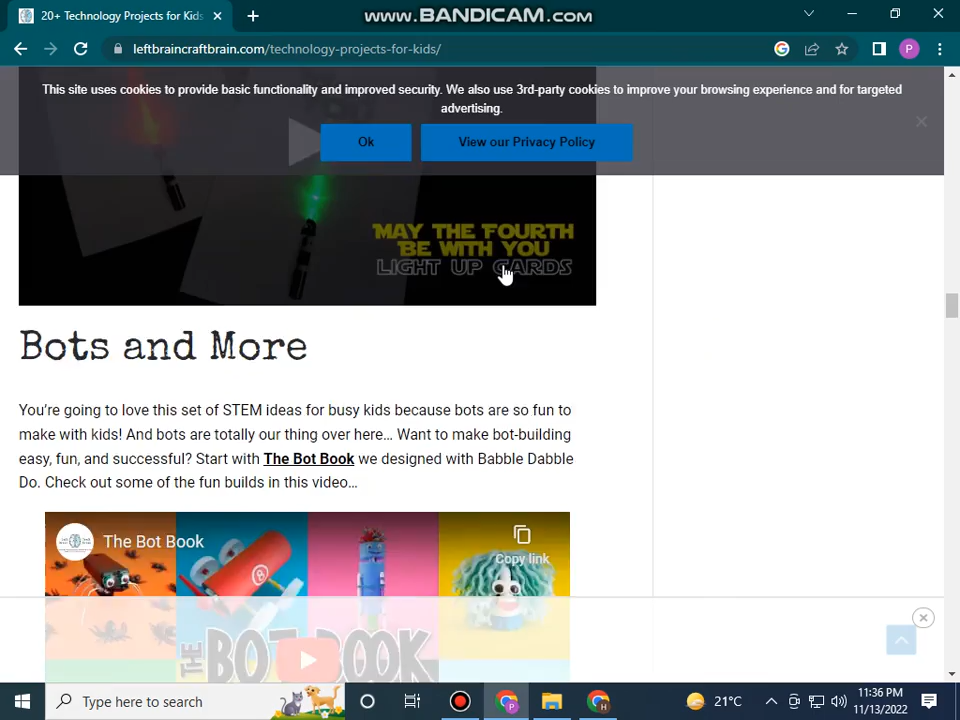 20+ Technology Projects for Kids
WWW.BANDICAM.COM
leftbraincraftbrain.com/technology-projects-for-kids/
P
This site uses cookies to provide basic functionality and improved security. We also use 3rd-party cookies to improve your browsing experience and for targeted
advertising.
Ok
View our Privacy Policy
MAY THE FOURTH
BE WITH YOU
LIGHT UP CARDS
Bots and More
You're going to love this set of STEM ideas for busy kids because bots are so fun to
make with kids! And bots are totally our thing over here… Want to make bot-building
easy, fun, and successful? Start with The Bot Book we designed with Babble Dabble
Do. Check out some of the fun builds in this video…
The Bot Book
Copy link
THE BOT BOOK
Type here to search
21°C
11:36 PM
11/13/2022